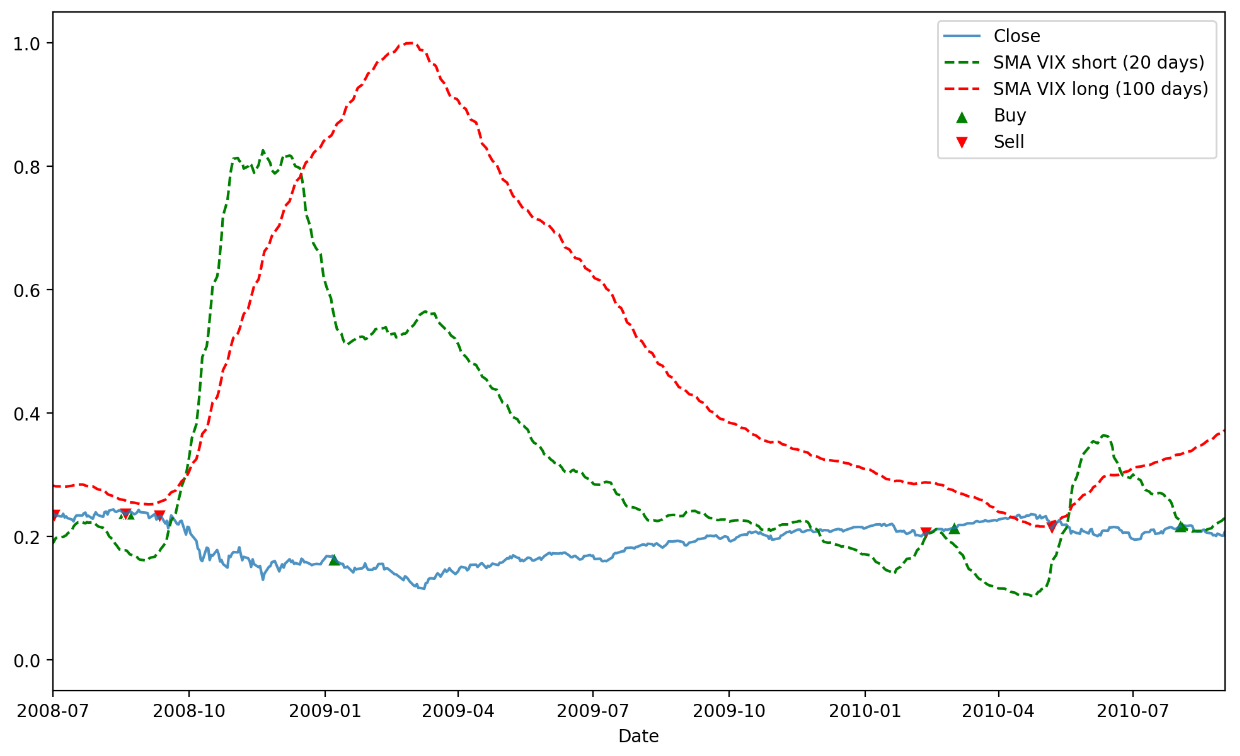 Close
SMA VIX short (20 days)
SMA VIX long (100 days)
Buy
Sell
1.0
0.8
0.6
0.4
0.2
0.0
2008-07 2008-10 2009-01 2009-04 2009-07 2009-10 2010-01 2010-04 2010-07
Date